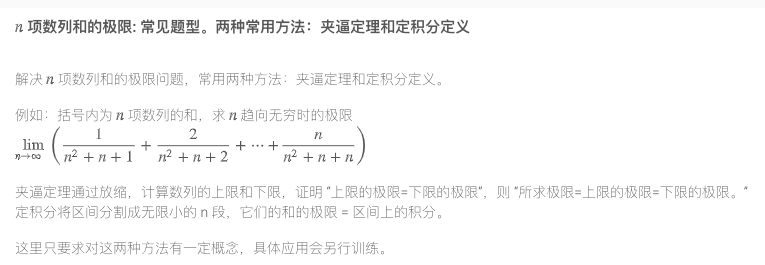 n 项数列和的极限: 常见题型。两种常用方法：夹逼定理和定积分定义
解决 n 项数列和的极限问题，常用两种方法：夹逼定理和定积分定义。
例如：括号内为 n 项数列的和，求 n 趋向无穷时的极限
\lim_{n→∞} \left( \frac{1}{n^2+n+1} + \frac{2}{n^2+n+2} + ⋯ + \frac{n}{n^2+n+n} \right)
夹逼定理通过放缩，计算数列的上限和下限，证明 “上限的极限=下限的极限”，则 “所求极限=上限的极限=下限的极限。”
定积分将区间分割成无限小的 n 段，它们的和的极限 = 区间上的积分。
这里只要求对这两种方法有一定概念，具体应用会另行训练。